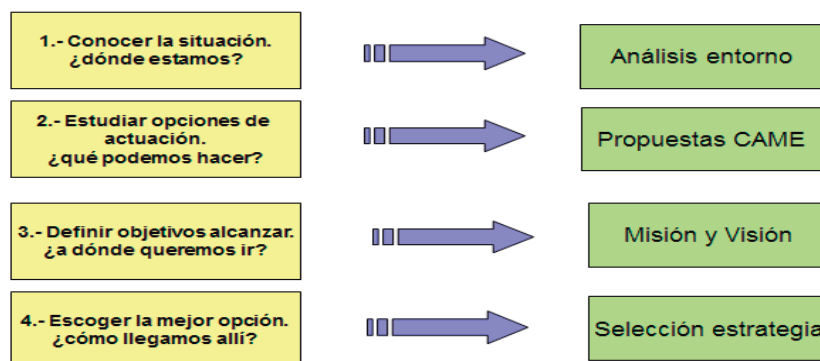 1.- Conocer la situación.
¿dónde estamos?
Análisis entorno
2.- Estudiar opciones de
actuación.
¿qué podemos hacer?
Propuestas CAME
3.- Definir objetivos alcanzar.
¿a dónde queremos ir?
Misión y Visión
4.- Escoger la mejor opción.
¿cómo llegamos allí?
Selección estrategia